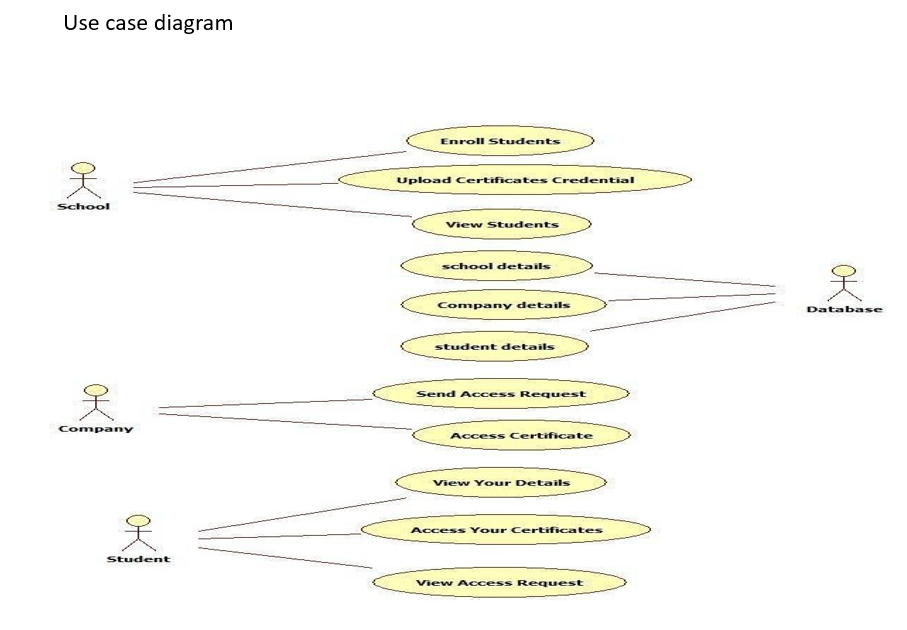 Use case diagram
Enroll Students
Upload Certificates Credential
School
View Students
school details
Company details
Database
student details
Send Access Request
Company
Access Certificate
View Your Details
Access Your Certificates
Student
View Access Request